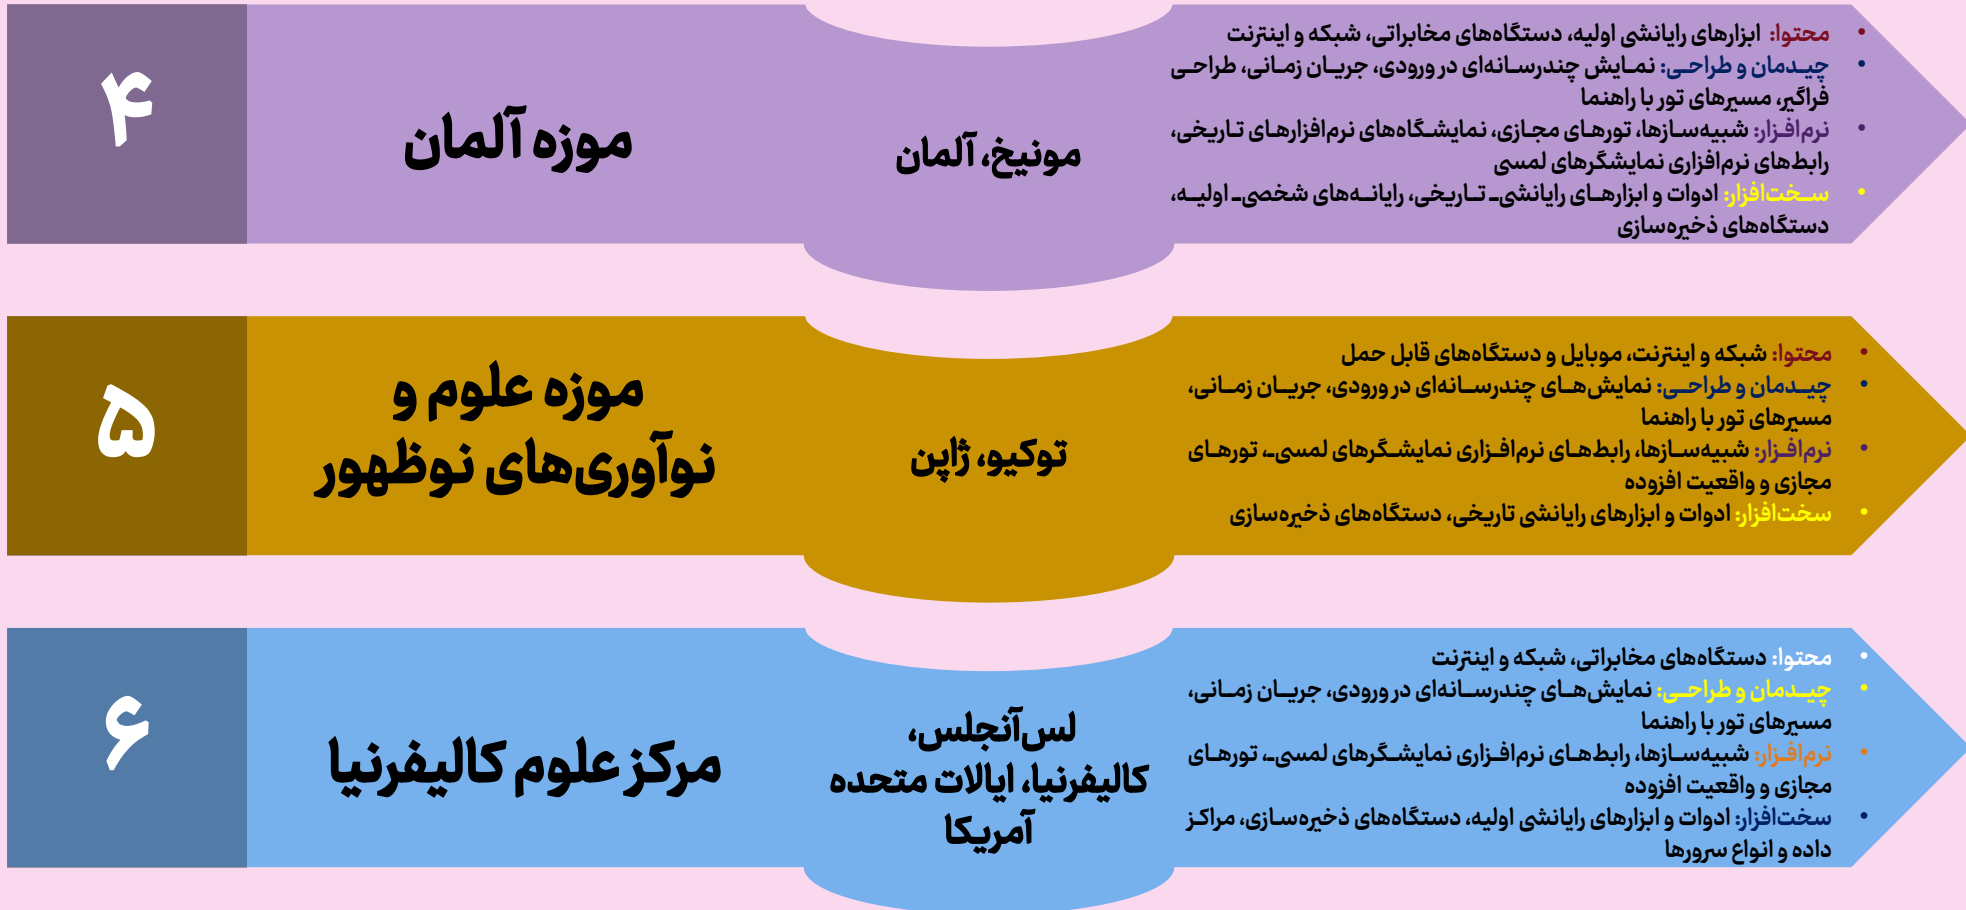 ۴
موزه آلمان
مونیخ، آلمان
• محتوا: ابزارهای رایانشی اولیه، دستگاه‌های مخابراتی، شبکه و اینترنت
• چیدمان و طراحی: نمایش چندرسانه‌ای در ورودی، جریان زمانی، طراحی
فراگیر، مسیرهای تور با راهنما
• نرم‌افزار: شبیه‌سازها، تورهای مجازی، نمایشگاه‌های نرم‌افزارهای تاریخی،
رابط‌های نرم‌افزاری نمایشگرهای لمسی
• سخت‌افزار: ادوات و ابزارهای رایانشی تاریخی، رایانه‌های شخصی اولیه،
دستگاه‌های ذخیره‌سازی
۵
موزه علوم و
نوآوری‌های نوظهور
توکیو، ژاپن
• محتوا: شبکه و اینترنت، موبایل و دستگاه‌های قابل حمل
• چیدمان و طراحی: نمایش‌های چندرسانه‌ای در ورودی، جریان زمانی،
مسیرهای تور با راهنما
• نرم‌افزار: شبیه‌سازها، رابط‌های نرم‌افزاری نمایشگرهای لمسی، تورهای
مجازی و واقعیت افزوده
• سخت‌افزار: ادوات و ابزارهای رایانشی تاریخی، دستگاه‌های ذخیره‌سازی
۶
مرکز علوم کالیفرنیا
لس‌آنجلس،
کالیفرنیا، ایالات متحده
آمریکا
• محتوا: دستگاه‌های مخابراتی، شبکه و اینترنت
• چیدمان و طراحی: نمایش‌های چندرسانه‌ای در ورودی، جریان زمانی،
مسیرهای تور با راهنما
• نرم‌افزار: شبیه‌سازها، رابط‌های نرم‌افزاری نمایشگرهای لمسی، تورهای
مجازی و واقعیت افزوده
• سخت‌افزار: ادوات و ابزارهای رایانشی اولیه، دستگاه‌های ذخیره‌سازی، مراکز
داده و انواع سرورها